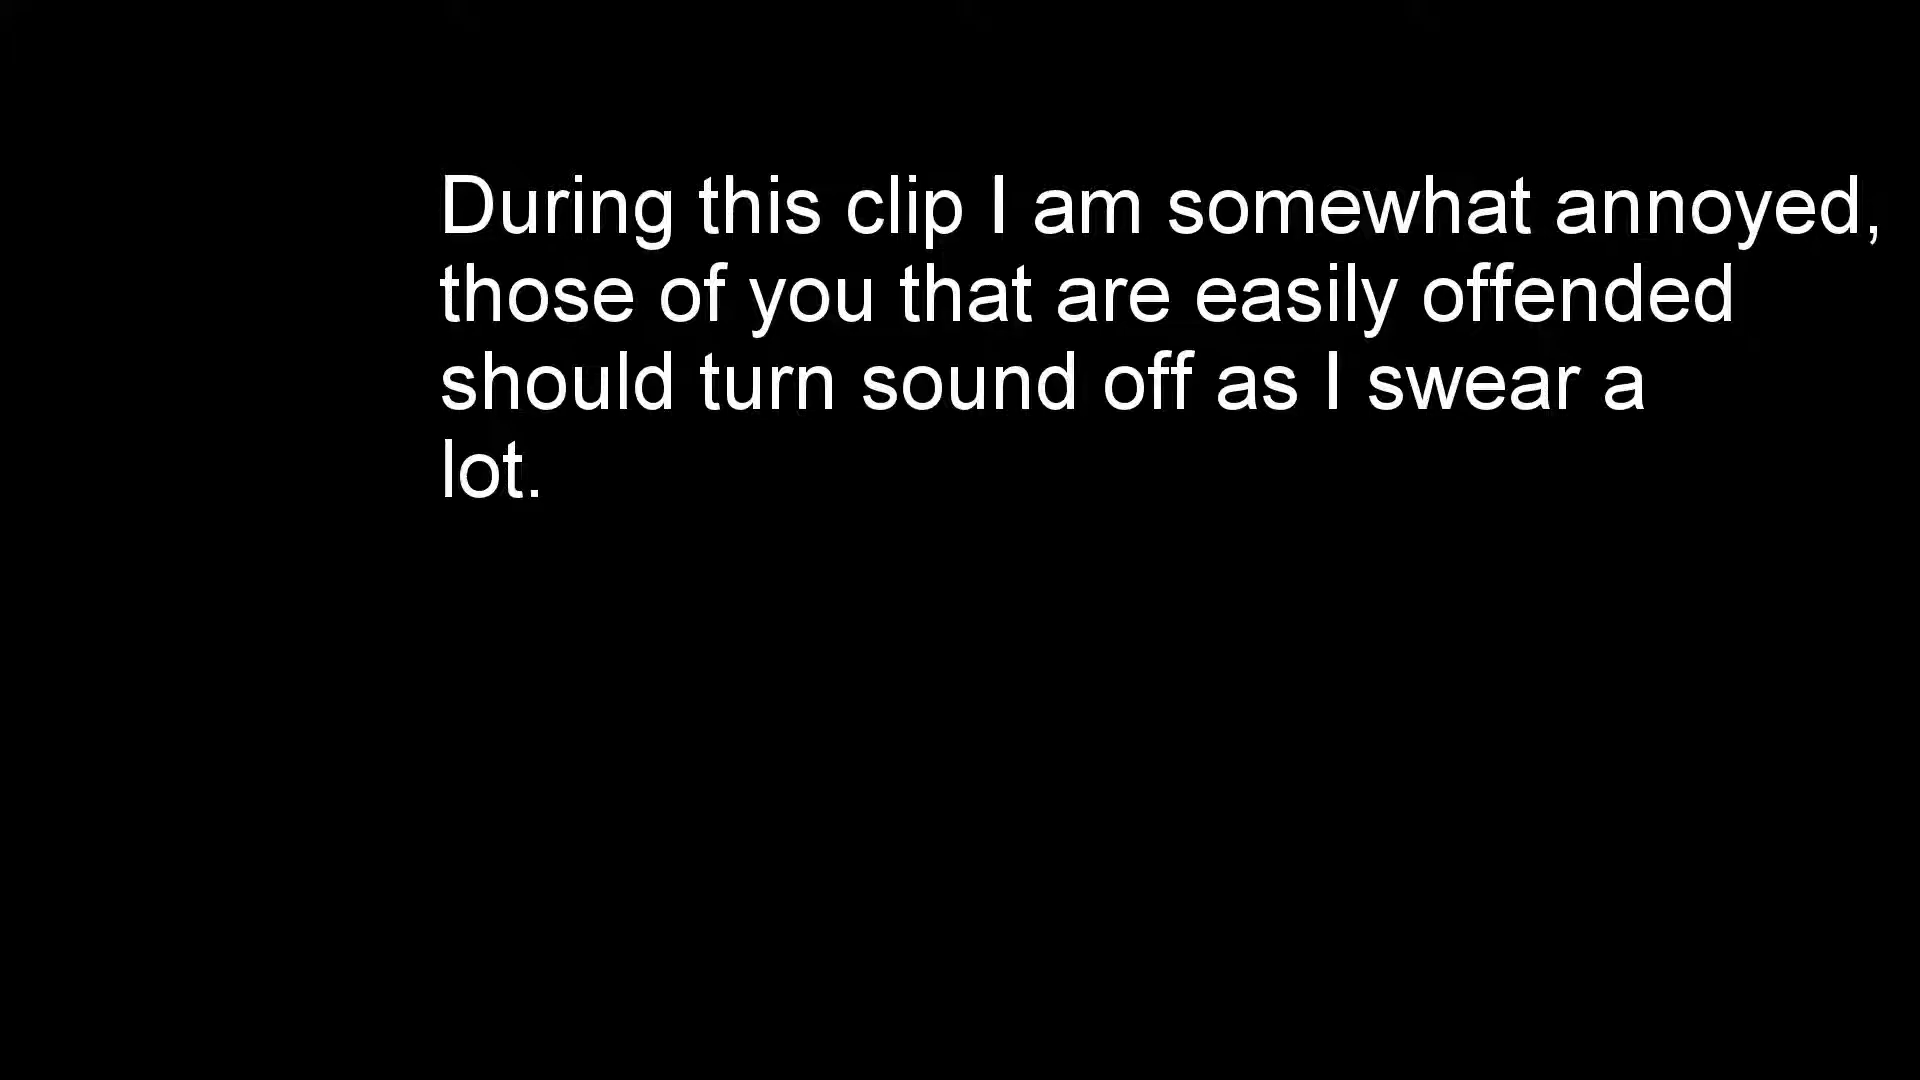 During this clip I am somewhat annoyed,
those of you that are easily offended
should turn sound off as I swear a
lot.